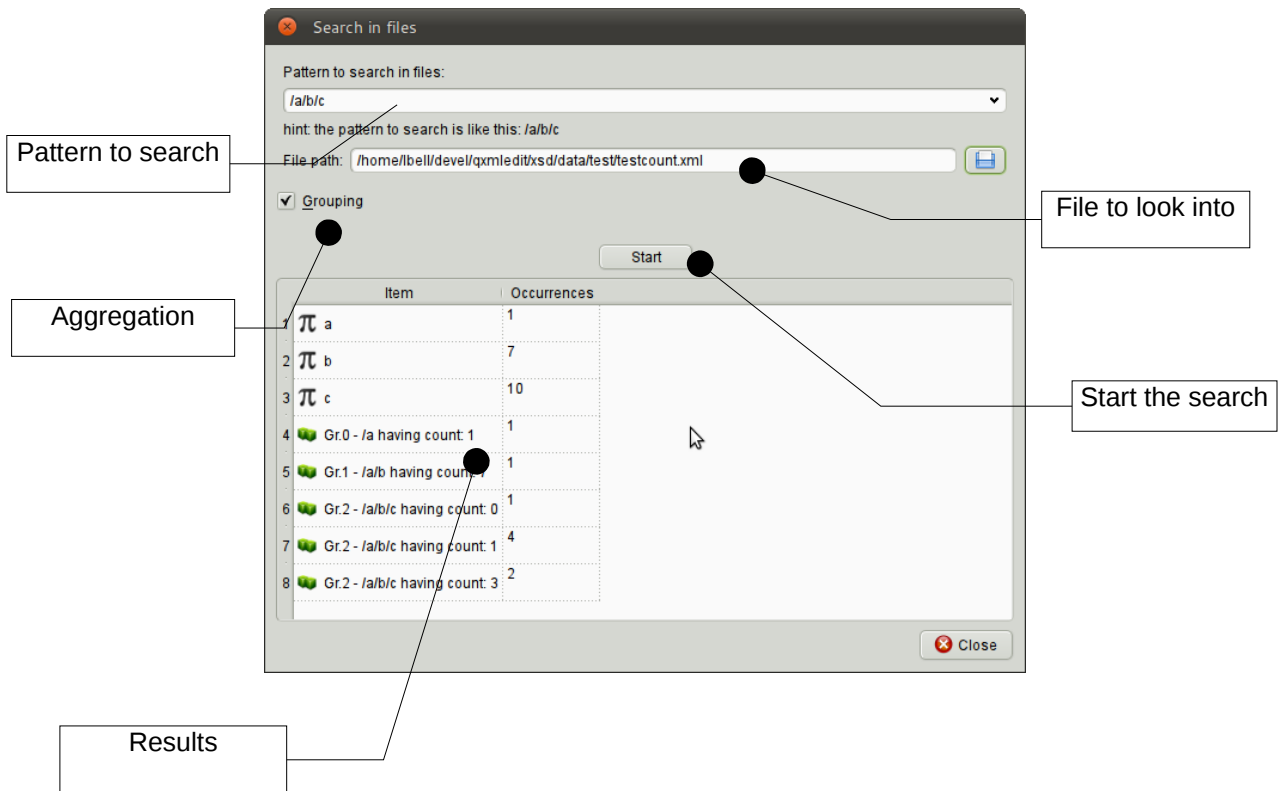 Search in files
Pattern to search in files:
/a/b/c
hint: the pattern to search is like this: /a/b/c
Pattern to search
File path: /home/lbell/devel/qxmledit/xsd/data/test/testcount.xml
Grouping
File to look into
Start
Item Occurrences
Aggregation
1 π a 1
2 π b 7
3 π c 10
Start the search
4 Gr.0 - /a having count: 1 1
5 Gr.1 - /a/b having count: 7 1
6 Gr.2 - /a/b/c having count: 0 1
7 Gr.2 - /a/b/c having count: 1 4
8 Gr.2 - /a/b/c having count: 3 2
Close
Results